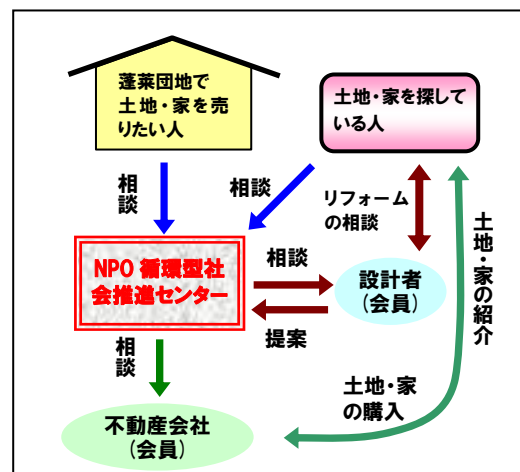 蓬莱団地で
土地・家を売
りたい人
土地・家を探して
いる人
相談
相談
リフォーム
の相談
土地・家の紹介
NPO 循環型社
会推進センター
相談
設計者
(会員)
提案
相談
土地・家
の購入
不動産会社
(会員)